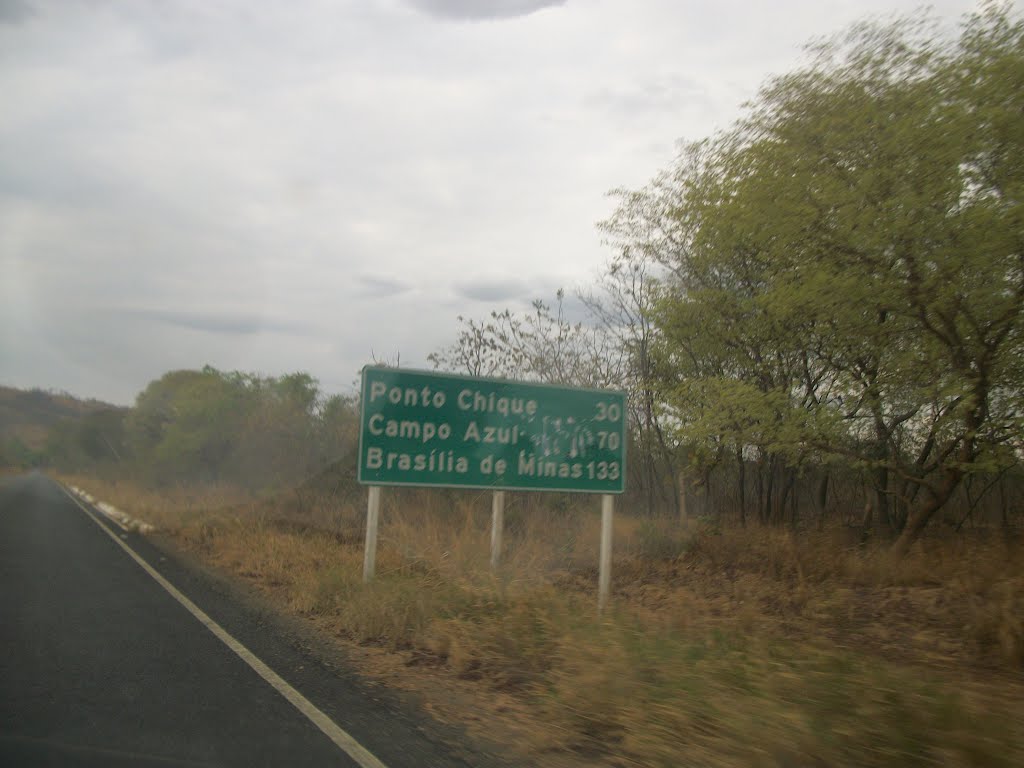 Ponto Chique 30
Campo Azul 70
Brasília de Minas 133